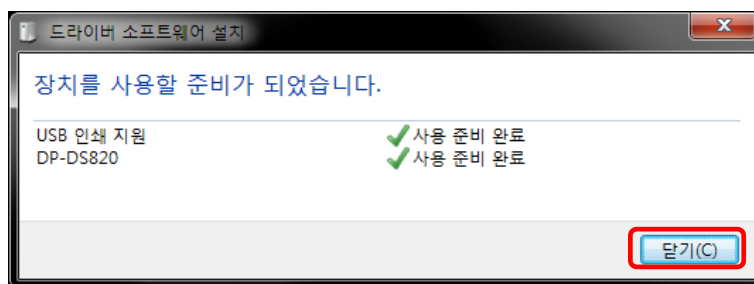 드라이버 소프트웨어 설치
장치를 사용할 준비가 되었습니다.
USB 인쇄 지원 사용 준비 완료
DP-DS820 사용 준비 완료
닫기(C)